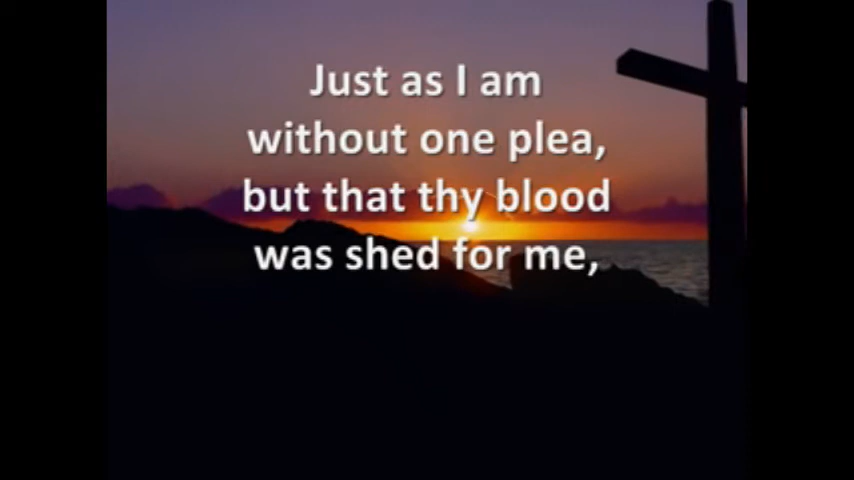 Just as I am
without one plea,
but that thy blood
was shed for me,